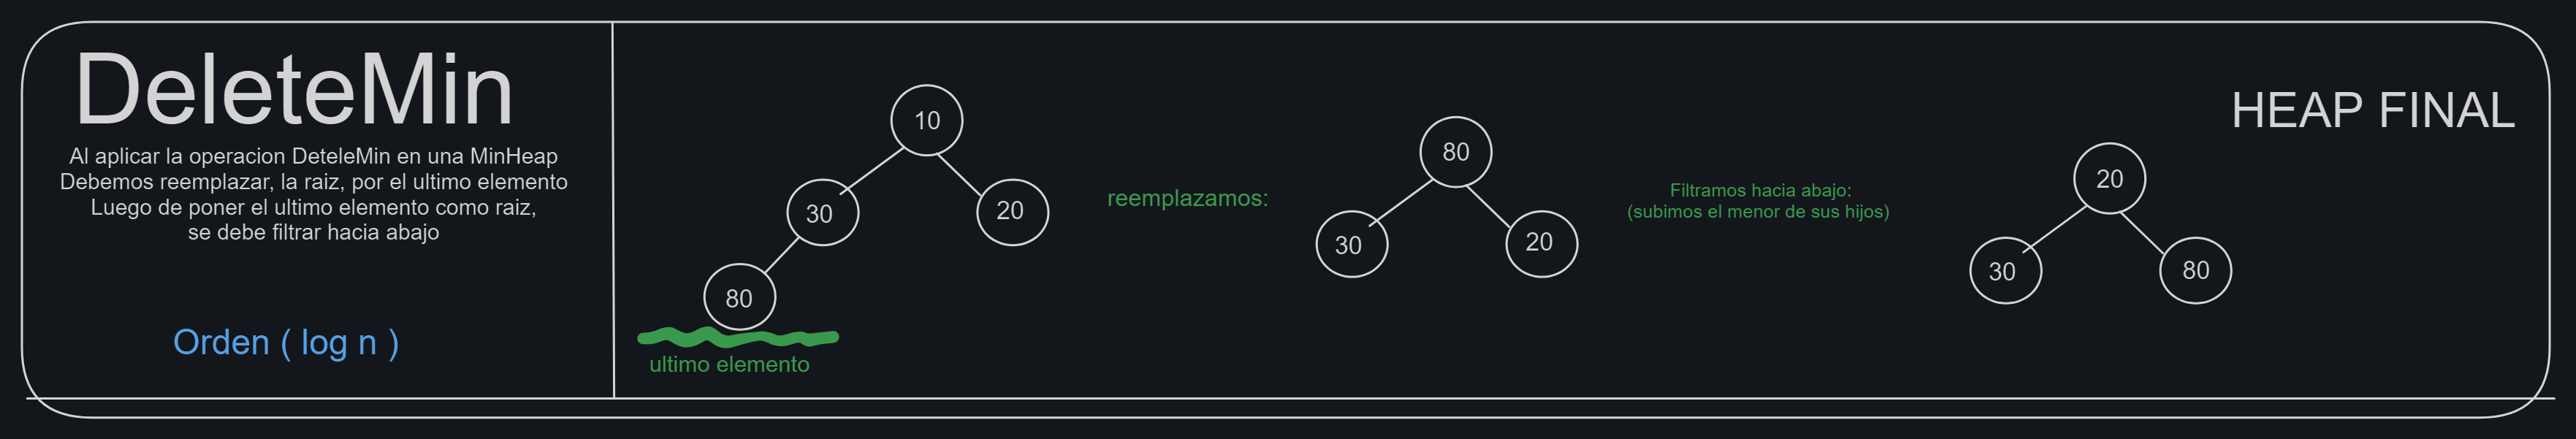 DeleteMin
Al aplicar la operacion DeteleMin en una MinHeap
Debemos reemplazar, la raiz, por el ultimo elemento
Luego de poner el ultimo elemento como raiz,
se debe filtrar hacia abajo
Orden ( log n )
10
30
20
80
ultimo elemento
reemplazamos:
80
30
20
Filtramos hacia abajo:
(subimos el menor de sus hijos)
HEAP FINAL
20
30
80